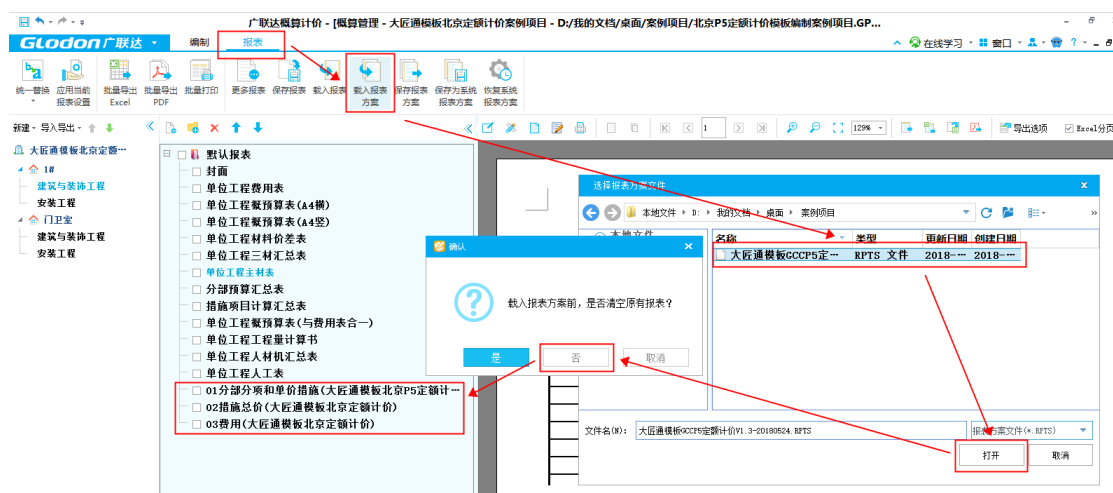 广联达概算计价 - [概算管理 - 大匠通模板北京定额计价案例项目 - D:/我的文档/桌面/案例项目/北京P5定额计价模板编制案例项目.GP...
GLodon广联达 编制 报表 在线学习 窗口 ?
统一替换 应用当前报表设置 批量导出Excel 批量导出PDF 批量打印 更多报表 保存报表 载入报表 载入报表方案 保存报表方案 保存为系统报表方案 恢复系统报表方案
新建 导入导出 1 129% 导出选项 Excel分页
大匠通模板北京定额…
1#
建筑与装饰工程
安装工程
门卫室
建筑与装饰工程
安装工程
默认报表
封面
单位工程费用表
单位工程概预算表(A4横)
单位工程概预算表(A4竖)
单位工程材料价差表
单位工程三材汇总表
单位工程主材表
分部预算汇总表
措施项目计算汇总表
单位工程概预算表(与费用表合一)
单位工程工程量计算书
单位工程人材机汇总表
单位工程人工表
01分部分项和单价措施(大匠通模板北京P5定额计…
02措施总价(大匠通模板北京定额计价)
03费用(大匠通模板北京定额计价)
确认
载入报表方案前，是否清空原有报表？
是 否 取消
选择报表方案文件
本地文件 D: 我的文档 桌面 案例项目
本地文件
名称 类型 更新日期 创建日期
大匠通模板GCCP5定… RPTS 文件 2018-… 2018-…
文件名(N): 大匠通模板GCCP5定额计价V1.3-20180524.RPTS 报表方案文件(*.RPTS)
打开 取消